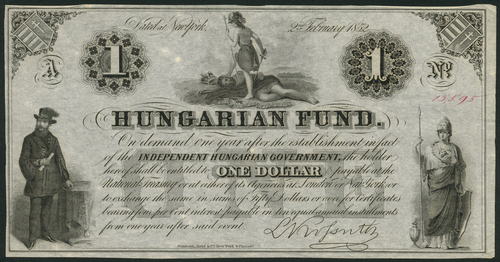 Dated at New York. 2nd February 1852
1 1
A No.
13595
HUNGARIAN FUND.
On demand one year after the establishment in fact
of the INDEPENDENT HUNGARIAN GOVERNMENT, the holder
hereof shall be entitled to ONE DOLLAR payable at the
National Treasury or at either of its Agencies at London or New York, or
to exchange the same in sums of Fifty Dollars or over for certificates
bearing four per Cent interest payable in ten equal annual installments
from one year after said event.
L. Kossuth